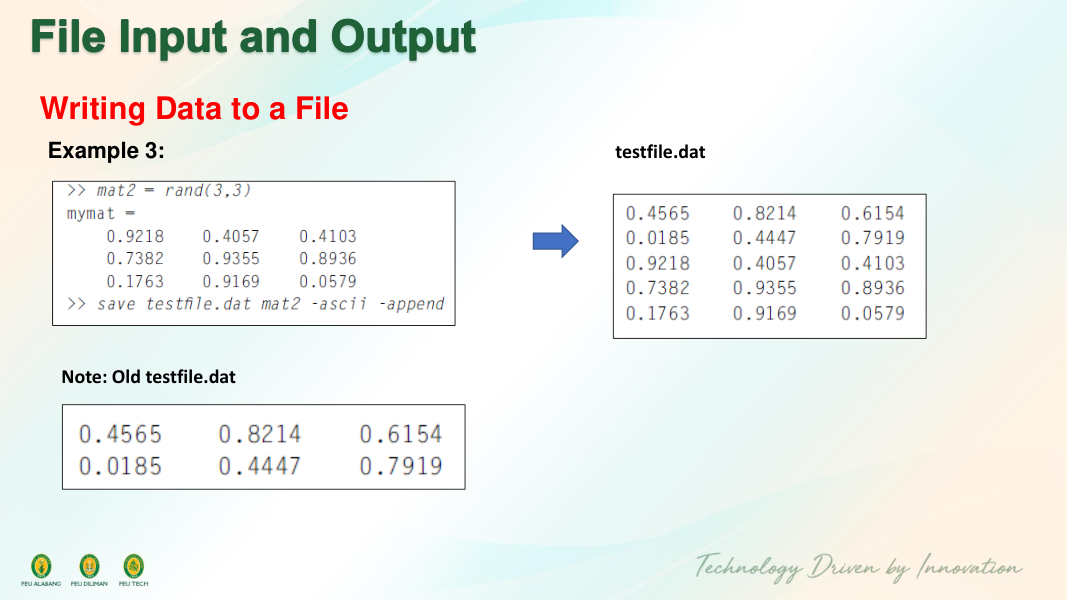 File Input and Output
Writing Data to a File
Example 3:
>> mat2 = rand(3,3)
mymat =
0.9218 0.4057 0.4103
0.7382 0.9355 0.8936
0.1763 0.9169 0.0579
>> save testfile.dat mat2 -ascii -append
testfile.dat
0.4565 0.8214 0.6154
0.0185 0.4447 0.7919
0.9218 0.4057 0.4103
0.7382 0.9355 0.8936
0.1763 0.9169 0.0579
Note: Old testfile.dat
0.4565 0.8214 0.6154
0.0185 0.4447 0.7919
FEU ALABANG FEU DILIMAN FEU TECH
Technology Driven by Innovation